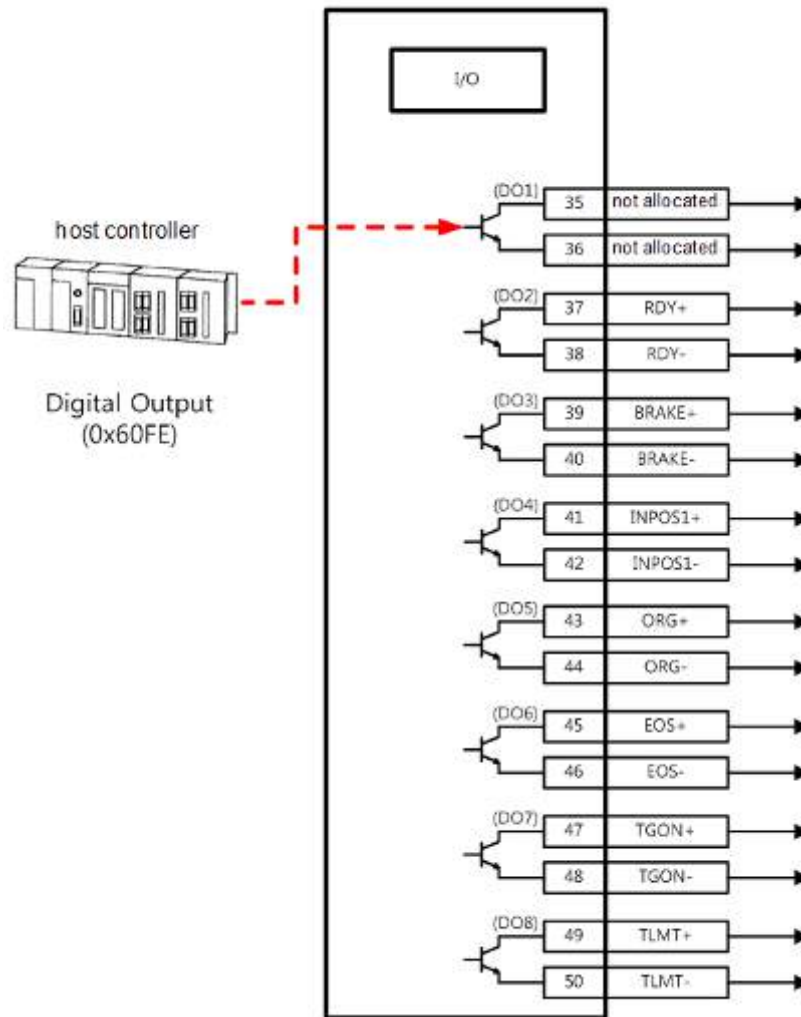 I/O
(DO1)
35 not allocated
36 not allocated
host controller
Digital Output
(0x60FE)
(DO2)
37 RDY+
38 RDY-
(DO3)
39 BRAKE+
40 BRAKE-
(DO4)
41 INPOS1+
42 INPOS1-
(DO5)
43 ORG+
44 ORG-
(DO6)
45 EOS+
46 EOS-
(DO7)
47 TGON+
48 TGON-
(DO8)
49 TLMT+
50 TLMT-